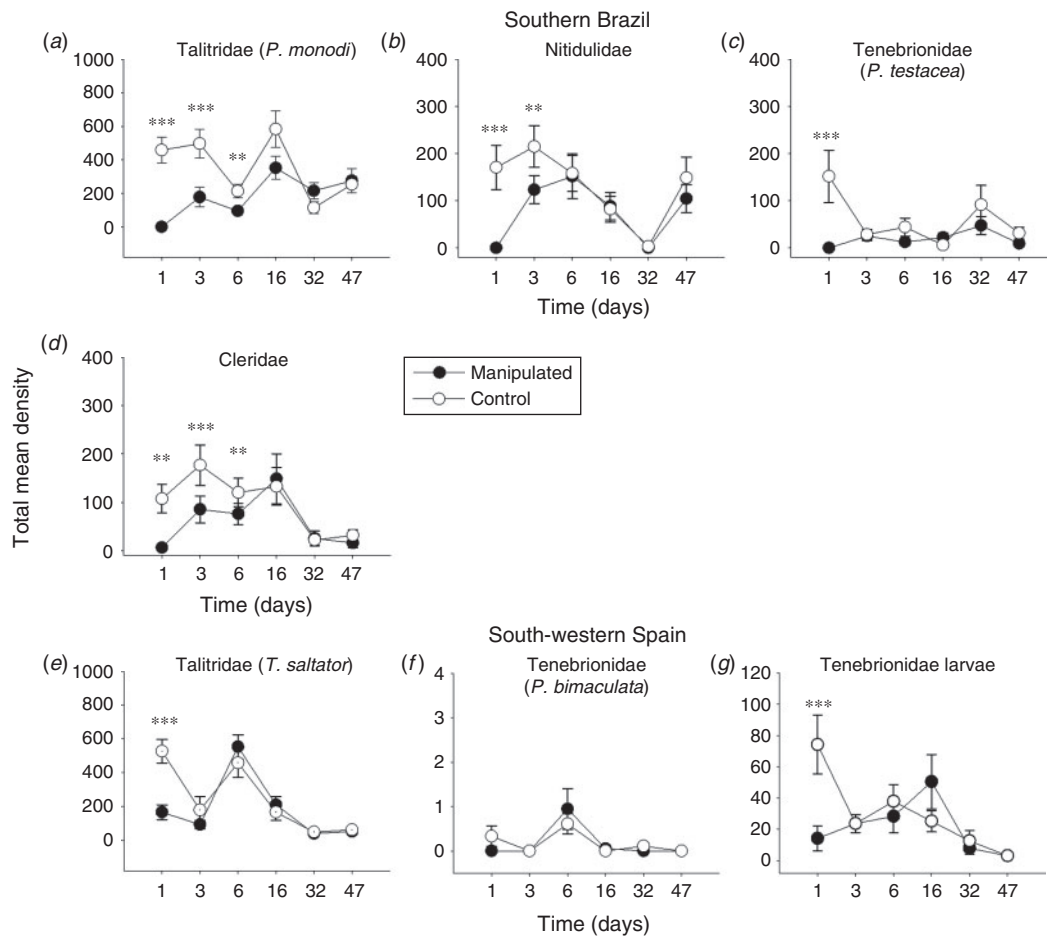 Southern Brazil
(a) Talitridae (P. monodi)
1000
800
600
400
200
0
*** *** **
1 3 6 16 32 47
(b) Nitidulidae
400
300
200
100
0
*** **
1 3 6 16 32 47
Time (days)
(c) Tenebrionidae
(P. testacea)
400
300
200
100
0
***
1 3 6 16 32 47
(d) Cleridae
400
300
200
100
0
** *** **
1 3 6 16 32 47
Time (days)
Manipulated
Control
Total mean density
South-western Spain
(e) Talitridae (T. saltator)
1000
800
600
400
200
0
***
1 3 6 16 32 47
(f) Tenebrionidae
(P. bimaculata)
4
3
2
1
0
1 3 6 16 32 47
Time (days)
(g) Tenebrionidae larvae
120
100
80
60
40
20
0
***
1 3 6 16 32 47